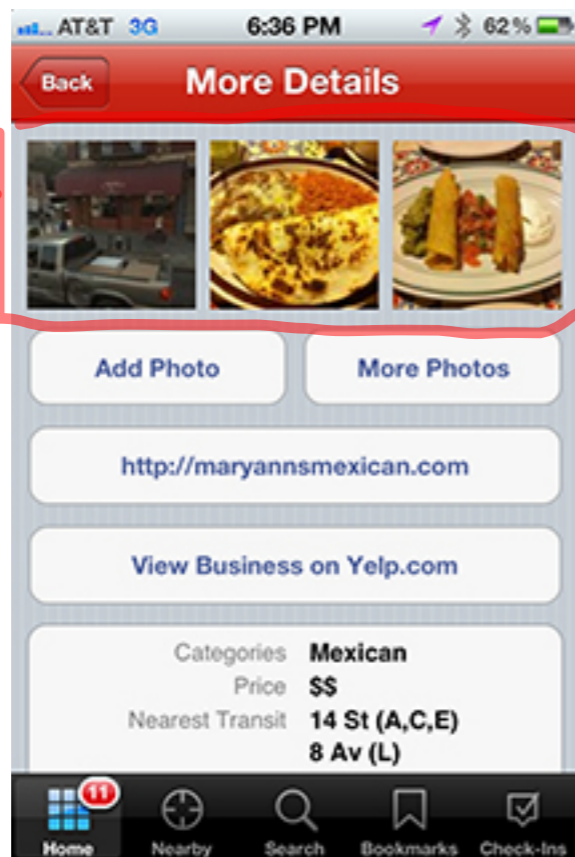 AT&T 3G 6:36 PM 62%
Back More Details
Add Photo More Photos
http://maryannsmexican.com
View Business on Yelp.com
Categories Mexican
Price $$
Nearest Transit 14 St (A,C,E)
8 Av (L)
11
Home Nearby Search Bookmarks Check-Ins